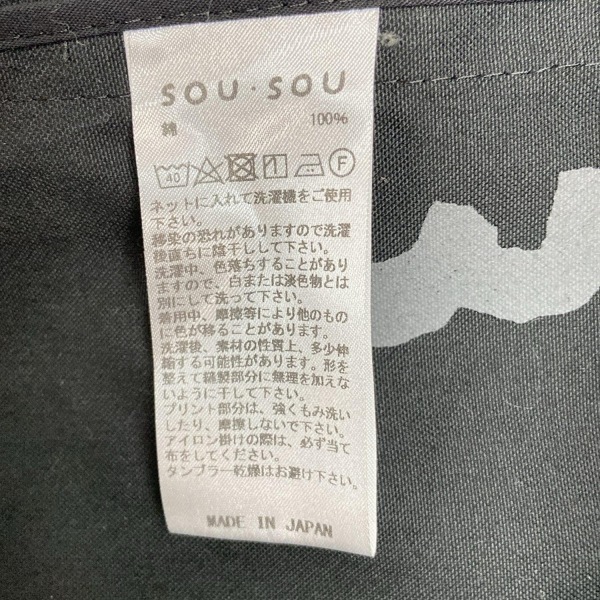 SOU・SOU
綿 100%
40 F
ネットに入れて洗濯機をご使用
下さい。
移染の恐れがありますので洗濯
後直ちに陰干しして下さい。
洗濯中、色落ちすることがあり
ますので、白または淡色物とは
別にして洗って下さい。
着用中、摩擦等により他のもの
に色が移ることがあります。
洗濯後、素材の性質上、多少伸
縮する可能性があります。形を
整えて縫製部分に無理を加えな
いように干して下さい。
プリント部分は、強くもみ洗い
したり、摩擦しないで下さい。
アイロン掛けの際は、必ず当て
布をしてください。
タンブラー乾燥はお避け下さい。
MADE IN JAPAN